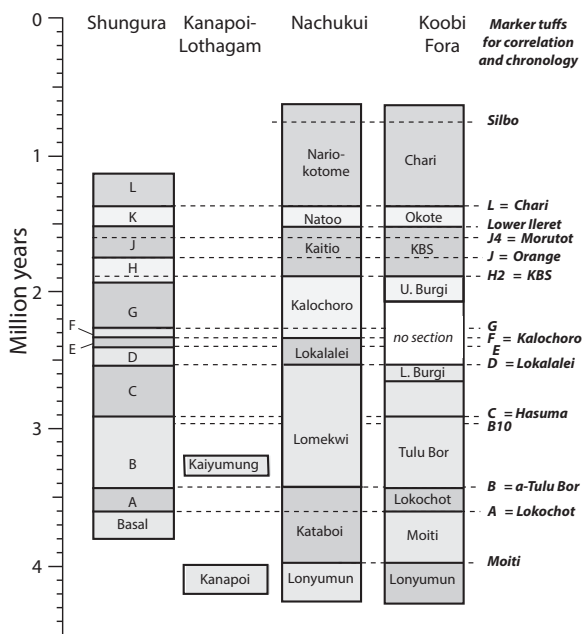 Shungura
Kanapoi-
Lothagam
Nachukui
Koobi
Fora
Marker tuffs
for correlation
and chronology
Million years
0
1
2
3
4
L
K
J
H
G
F
E
D
C
B
A
Basal
Kaiyumung
Kanapoi
Nario-
kotome
Natoo
Kaitio
Kalochoro
Lokalalei
Lomekwi
Kataboi
Lonyumun
Chari
Okote
KBS
U. Burgi
no section
L. Burgi
Tulu Bor
Lokochot
Moiti
Lonyumun
Silbo
L = Chari
Lower Ileret
J4 = Morutot
J = Orange
H2 = KBS
G
F = Kalochoro
E
D = Lokalalei
C = Hasuma
B10
B = a-Tulu Bor
A = Lokochot
Moiti